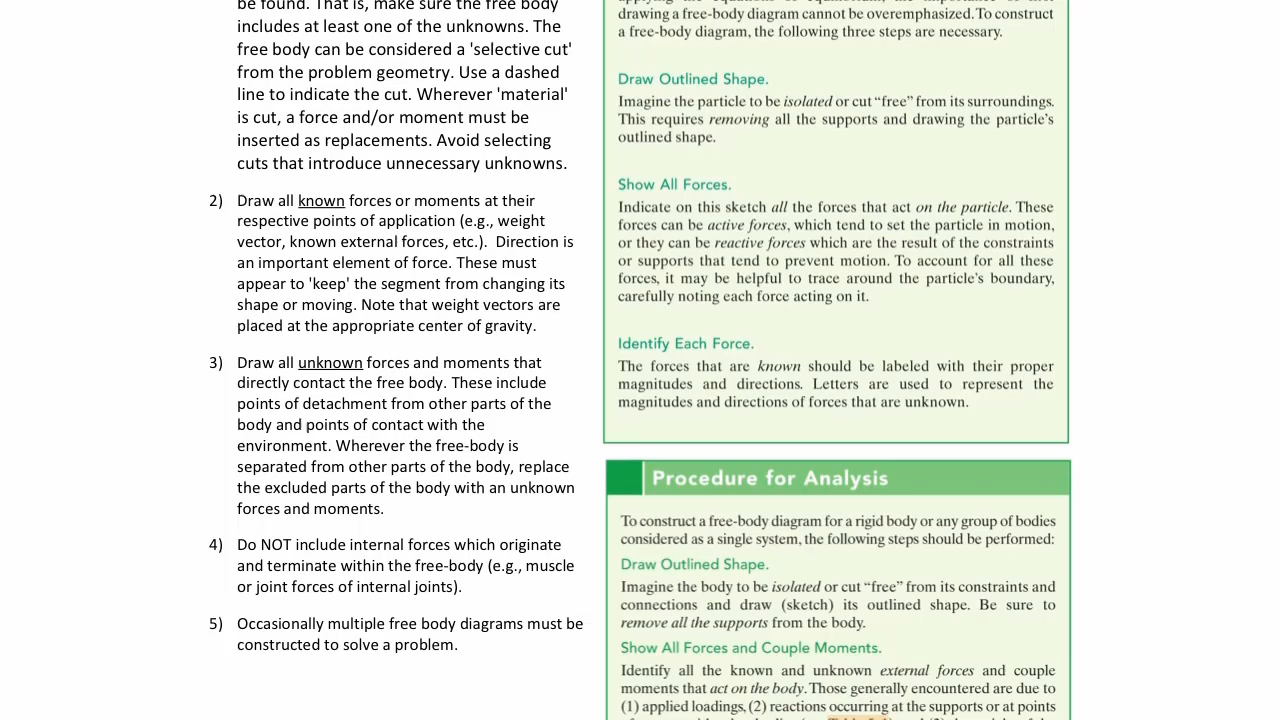 be found. That is, make sure the free body
includes at least one of the unknowns. The
free body can be considered a 'selective cut'
from the problem geometry. Use a dashed
line to indicate the cut. Wherever 'material'
is cut, a force and/or moment must be
inserted as replacements. Avoid selecting
cuts that introduce unnecessary unknowns.
2) Draw all known forces or moments at their
respective points of application (e.g., weight
vector, known external forces, etc.). Direction is
an important element of force. These must
appear to 'keep' the segment from changing its
shape or moving. Note that weight vectors are
placed at the appropriate center of gravity.
3) Draw all unknown forces and moments that
directly contact the free body. These include
points of detachment from other parts of the
body and points of contact with the
environment. Wherever the free-body is
separated from other parts of the body, replace
the excluded parts of the body with an unknown
forces and moments.
4) Do NOT include internal forces which originate
and terminate within the free-body (e.g., muscle
or joint forces of internal joints).
5) Occasionally multiple free body diagrams must be
constructed to solve a problem.
drawing a free-body diagram cannot be overemphasized. To construct
a free-body diagram, the following three steps are necessary.
Draw Outlined Shape.
Imagine the particle to be isolated or cut “free” from its surroundings.
This requires removing all the supports and drawing the particle's
outlined shape.
Show All Forces.
Indicate on this sketch all the forces that act on the particle. These
forces can be active forces, which tend to set the particle in motion,
or they can be reactive forces which are the result of the constraints
or supports that tend to prevent motion. To account for all these
forces, it may be helpful to trace around the particle's boundary,
carefully noting each force acting on it.
Identify Each Force.
The forces that are known should be labeled with their proper
magnitudes and directions. Letters are used to represent the
magnitudes and directions of forces that are unknown.
Procedure for Analysis
To construct a free-body diagram for a rigid body or any group of bodies
considered as a single system, the following steps should be performed:
Draw Outlined Shape.
Imagine the body to be isolated or cut “free” from its constraints and
connections and draw (sketch) its outlined shape. Be sure to
remove all the supports from the body.
Show All Forces and Couple Moments.
Identify all the known and unknown external forces and couple
moments that act on the body. Those generally encountered are due to
(1) applied loadings, (2) reactions occurring at the supports or at points